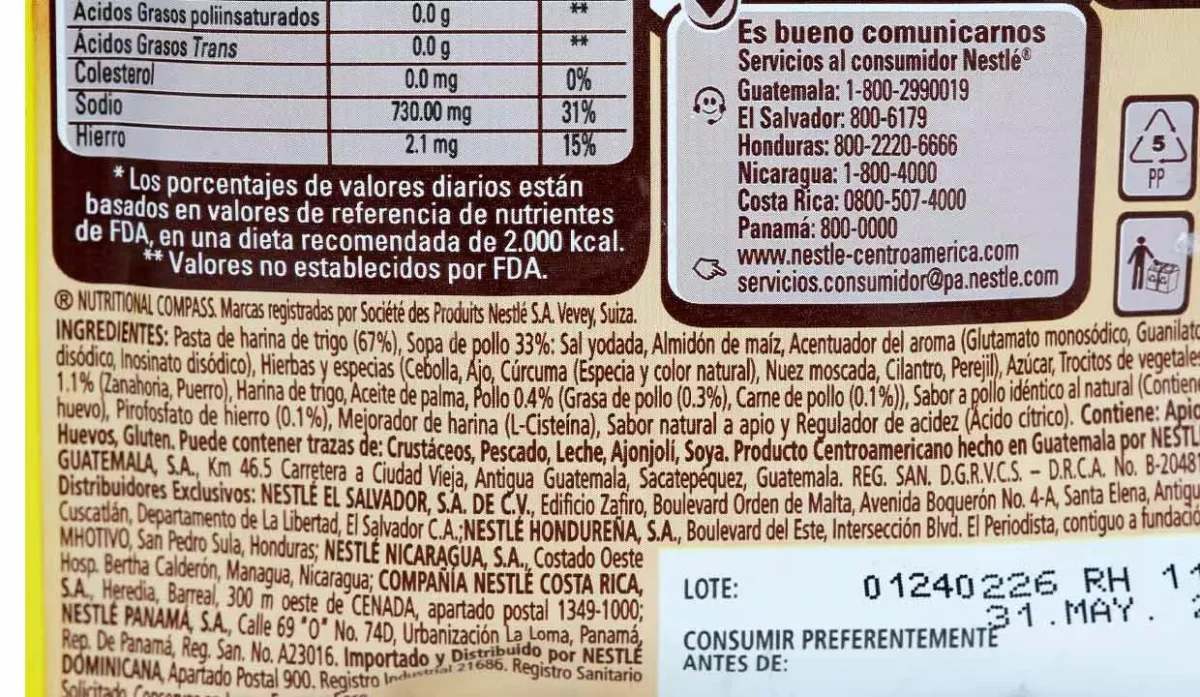 Ácidos Grasos poliinsaturados 0.0 g **
Ácidos Grasos Trans 0.0 g **
Colesterol 0.0 mg 0%
Sodio 730.00 mg 31%
Hierro 2.1 mg 15%
* Los porcentajes de valores diarios están
basados en valores de referencia de nutrientes
de FDA, en una dieta recomendada de 2.000 kcal.
** Valores no establecidos por FDA.
Es bueno comunicarnos
Servicios al consumidor Nestlé®
Guatemala: 1-800-2990019
El Salvador: 800-6179
Honduras: 800-2220-6666
Nicaragua: 1-800-4000
Costa Rica: 0800-507-4000
Panamá: 800-0000
www.nestle-centroamerica.com
servicios.consumidor@pa.nestle.com
5
PP
® NUTRITIONAL COMPASS. Marcas registradas por Société des Produits Nestlé S.A. Vevey, Suiza.
INGREDIENTES: Pasta de harina de trigo (67%), Sopa de pollo 33%: Sal yodada, Almidón de maíz, Acentuador del aroma (Glutamato monosódico, Guanilato
disódico, Inosinato disódico), Hierbas y especias (Cebolla, Ajo, Cúrcuma (Especia y color natural), Nuez moscada, Cilantro, Perejil), Azúcar, Trocitos de vegetales
1.1% (Zanahoria, Puerro), Harina de trigo, Aceite de palma, Pollo 0.4% (Grasa de pollo (0.3%), Carne de pollo (0.1%)), Sabor a pollo idéntico al natural (Contiene
huevo), Pirofosfato de hierro (0.1%), Mejorador de harina (L-Cisteína), Sabor natural a apio y Regulador de acidez (Ácido cítrico). Contiene: Apio
Huevos, Gluten. Puede contener trazas de: Crustáceos, Pescado, Leche, Ajonjolí, Soya. Producto Centroamericano hecho en Guatemala por NESTLÉ
GUATEMALA, S.A., Km 46.5 Carretera a Ciudad Vieja, Antigua Guatemala, Sacatepéquez, Guatemala. REG. SAN. D.G.R.V.C.S. – D.R.C.A. No. B-20481
Distribuidores Exclusivos: NESTLÉ EL SALVADOR, S.A. DE C.V., Edificio Zafiro, Boulevard Orden de Malta, Avenida Boquerón No. 4-A, Santa Elena, Antigu
Cuscatlán, Departamento de La Libertad, El Salvador C.A.;NESTLÉ HONDUREÑA, S.A., Boulevard del Este, Intersección Blvd. El Periodista, contiguo a fundació
MHOTIVO, San Pedro Sula, Honduras; NESTLÉ NICARAGUA, S.A., Costado Oeste
Hosp. Bertha Calderón, Managua, Nicaragua; COMPAÑÍA NESTLÉ COSTA RICA,
S.A., Heredia, Barreal, 300 m oeste de CENADA, apartado postal 1349-1000;
NESTLÉ PANAMÁ, S.A., Calle 69 "O" No. 74D, Urbanización La Loma, Panamá,
Rep. De Panamá, Reg. San. No. A23016. Importado y Distribuido por NESTLÉ
DOMINICANA, Apartado Postal 900. Registro Industrial 21686. Registro Sanitario
Solicitado
LOTE: 01240226 RH 11
31.MAY.
CONSUMIR PREFERENTEMENTE
ANTES DE: